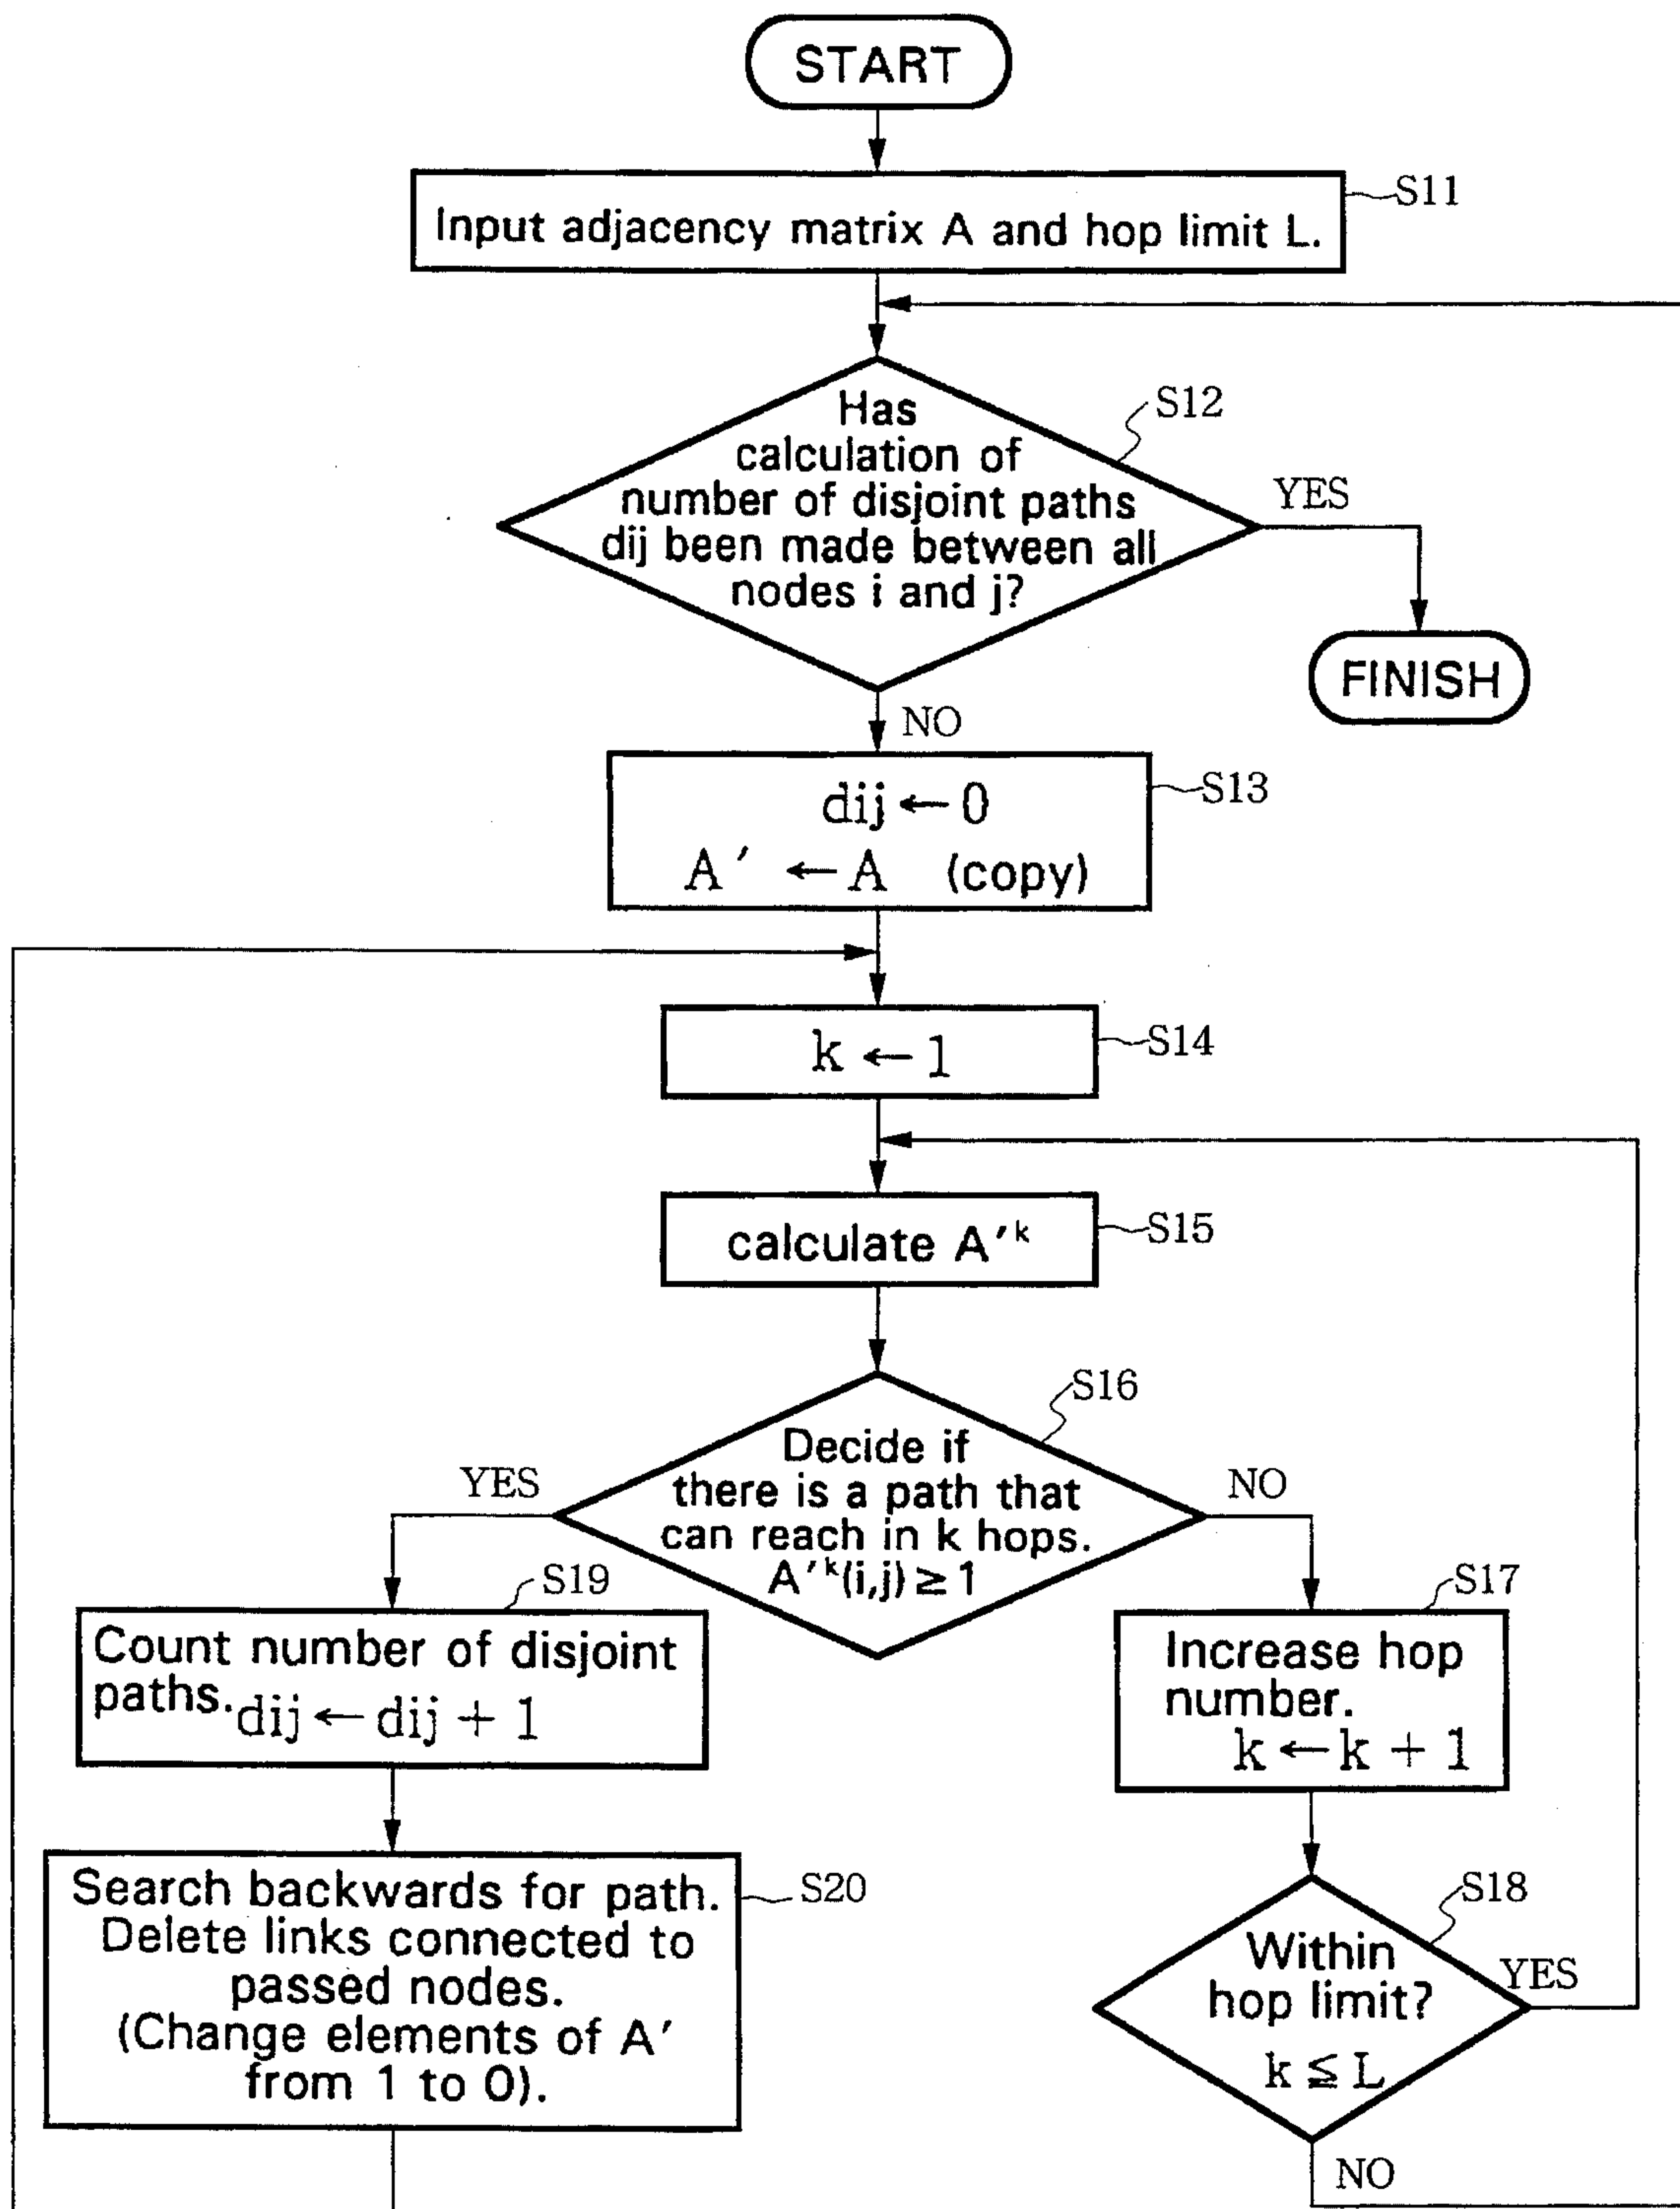 START
S11
Input adjacency matrix A and hop limit L.
S12
Has
calculation of
number of disjoint paths
dij been made between all
nodes i and j?
YES
FINISH
NO
S13
dij ← 0
A′ ← A (copy)
k ← 1
S14
calculate A′ᵏ
S15
S16
Decide if
there is a path that
can reach in k hops.
A′ᵏ(i,j) ≥ 1
YES
NO
S19
Count number of disjoint
paths.
dij ← dij + 1
S17
Increase hop
number.
k ← k + 1
S20
Search backwards for path.
Delete links connected to
passed nodes.
(Change elements of A′
from 1 to 0).
S18
Within
hop limit?
k ≦ L
YES
NO